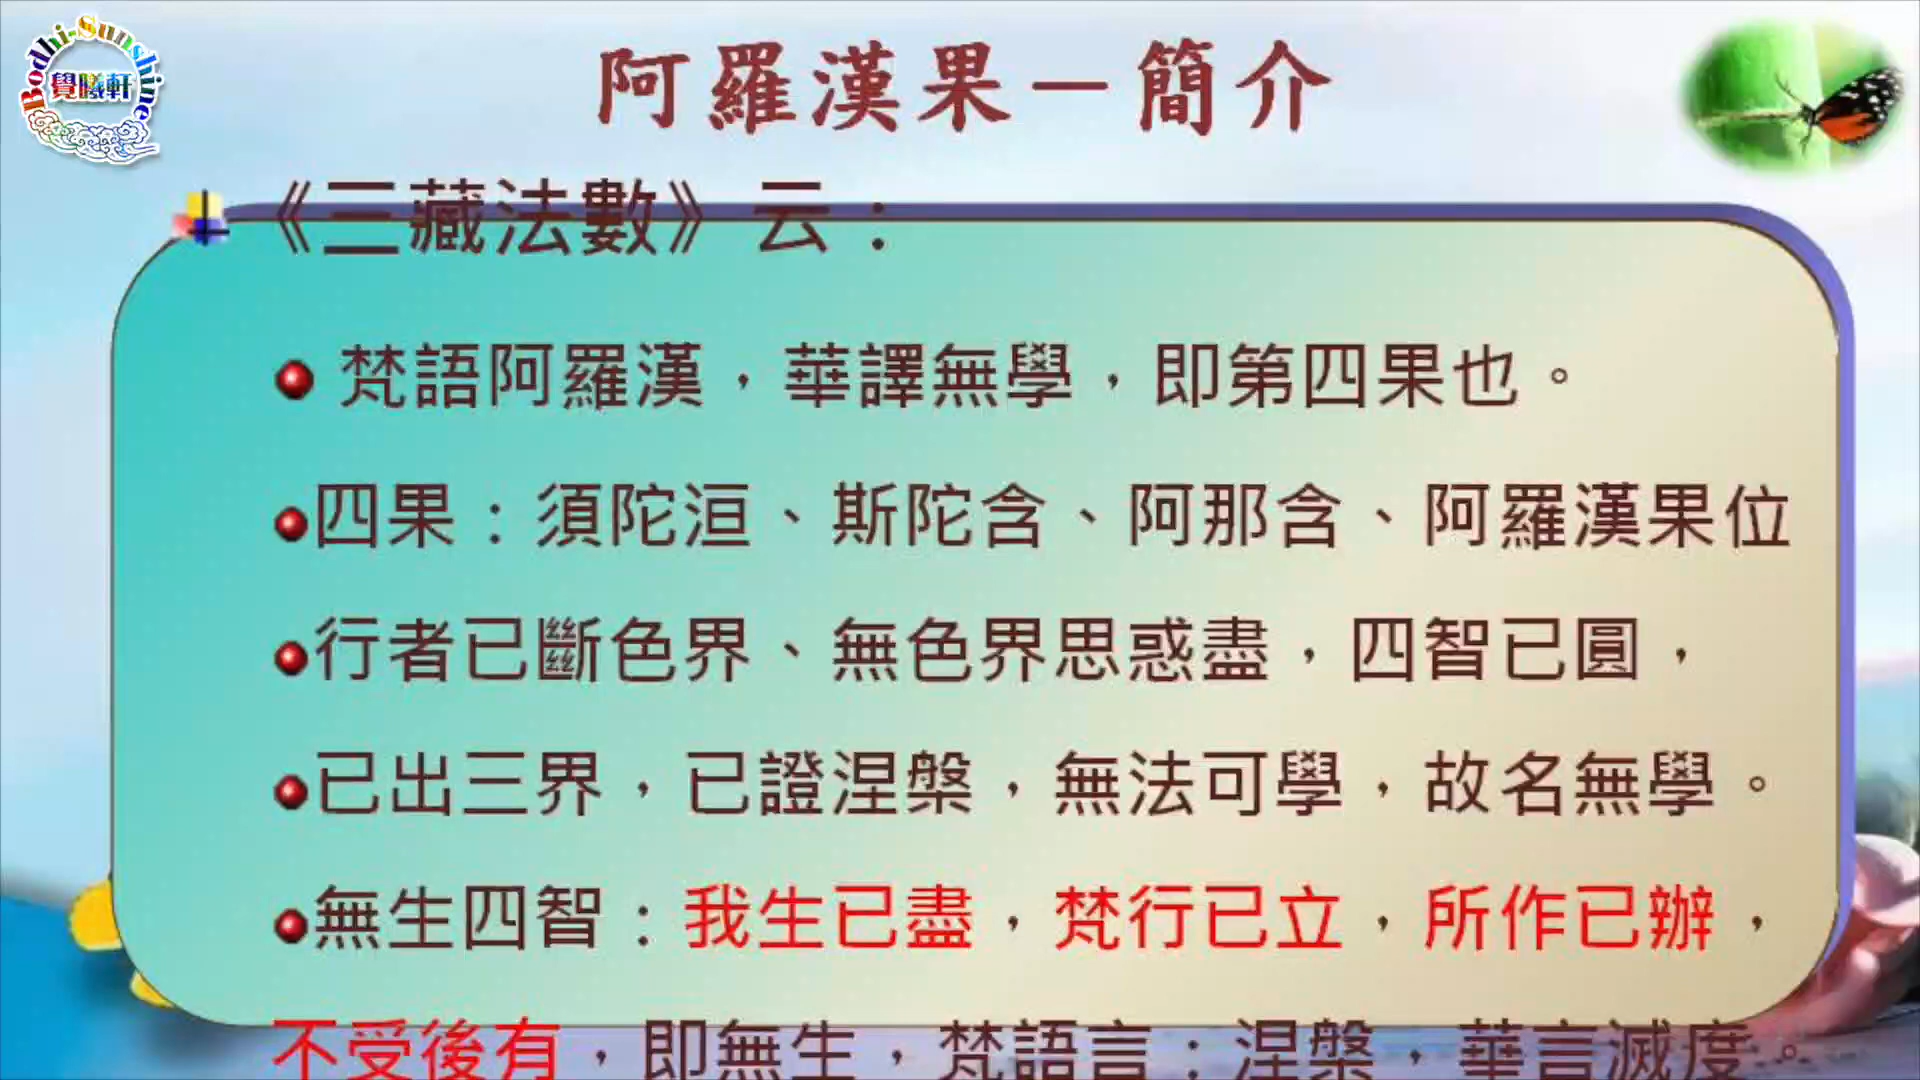 Bodhi-Sunshine
覺曦軒
阿羅漢果－簡介
《三藏法數》云：
梵語阿羅漢，華譯無學，即第四果也。
四果：須陀洹、斯陀含、阿那含、阿羅漢果位
行者已斷色界、無色界思惑盡，四智已圓，
已出三界，已證涅槃，無法可學，故名無學。
無生四智：我生已盡，梵行已立，所作已辦，
不受後有，即無生，梵語言：涅槃，華言滅度。